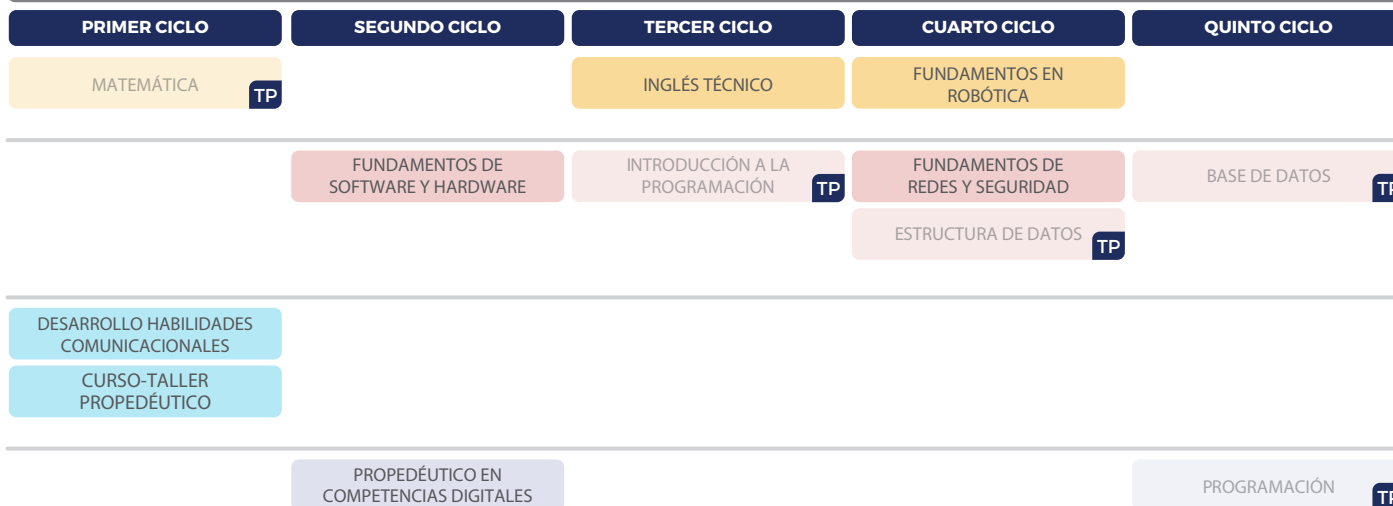 PRIMER CICLO
SEGUNDO CICLO
TERCER CICLO
CUARTO CICLO
QUINTO CICLO
MATEMÁTICA
TP
INGLÉS TÉCNICO
FUNDAMENTOS EN
ROBÓTICA
FUNDAMENTOS DE
SOFTWARE Y HARDWARE
INTRODUCCIÓN A LA
PROGRAMACIÓN
TP
FUNDAMENTOS DE
REDES Y SEGURIDAD
BASE DE DATOS
TP
ESTRUCTURA DE DATOS
TP
DESARROLLO HABILIDADES
COMUNICACIONALES
CURSO-TALLER
PROPEDÉUTICO
PROPEDÉUTICO EN
COMPETENCIAS DIGITALES
PROGRAMACIÓN
TP